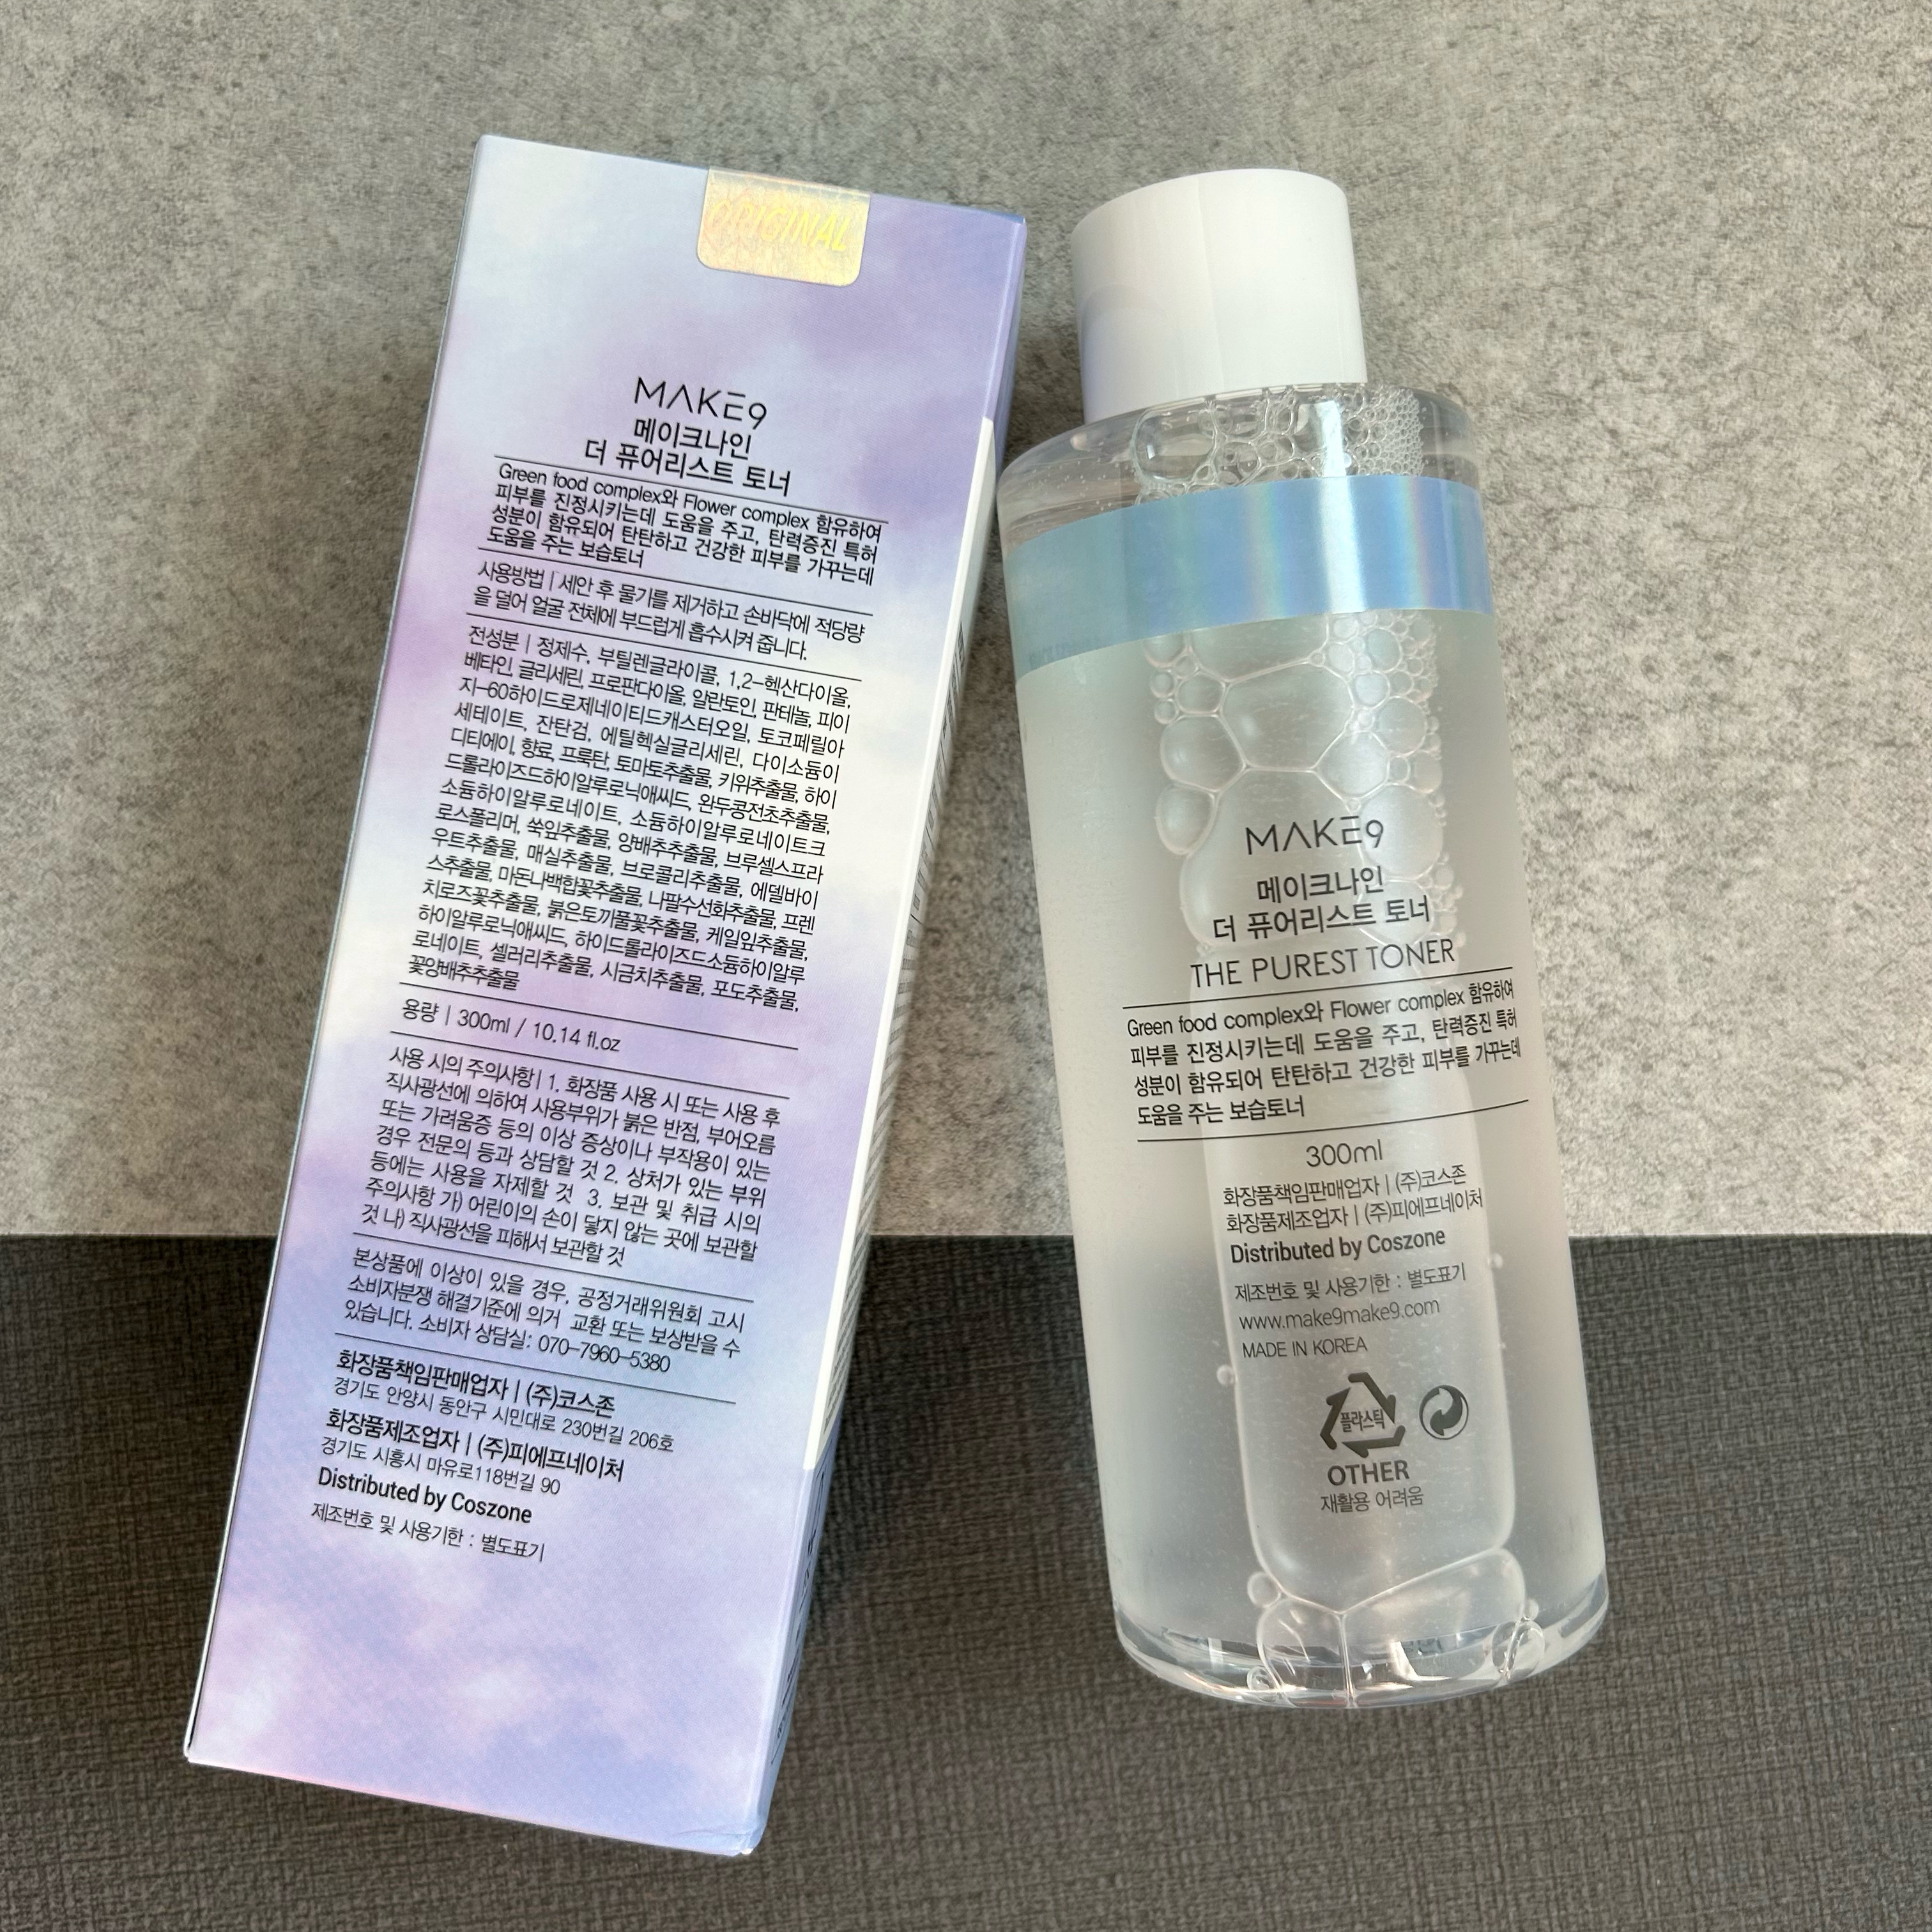 ORIGINAL
MAKE9
메이크나인
더 퓨어리스트 토너
Green food complex와 Flower complex 함유하여
피부를 진정시키는데 도움을 주고, 탄력증진 특허
성분이 함유되어 탄탄하고 건강한 피부를 가꾸는데
도움을 주는 보습토너
사용방법 | 세안 후 물기를 제거하고 손바닥에 적당량
을 덜어 얼굴 전체에 부드럽게 흡수시켜 줍니다.
전성분 | 정제수, 부틸렌글라이콜, 1,2-헥산다이올,
베타인, 글리세린, 프로판다이올, 알란토인, 판테놀, 피이
지-60하이드로제네이티드캐스터오일, 토코페릴아
세테이트, 잔탄검, 에틸헥실글리세린, 다이소듐이
디티에이, 향료, 프룩탄, 토마토추출물, 키위추출물, 하이
드롤라이즈드하이알루로닉애씨드, 완두콩전초추출물,
소듐하이알루로네이트, 소듐하이알루로네이트크
로스폴리머, 쑥잎추출물, 양배추추출물, 브루셀스프라
우트추출물, 매실추출물, 브로콜리추출물, 에델바이
스추출물, 마돈나백합꽃추출물, 나팔수선화추출물, 프렌
치로즈꽃추출물, 붉은토끼풀꽃추출물, 케일잎추출물,
하이알루로닉애씨드, 하이드롤라이즈드소듐하이알루
로네이트, 셀러리추출물, 시금치추출물, 포도추출물,
꽃양배추추출물
용량 | 300ml / 10.14 fl.oz
사용 시의 주의사항 | 1. 화장품 사용 시 또는 사용 후
직사광선에 의하여 사용부위가 붉은 반점, 부어오름
또는 가려움증 등의 이상 증상이나 부작용이 있는
경우 전문의 등과 상담할 것 2. 상처가 있는 부위
등에는 사용을 자제할 것 3. 보관 및 취급 시의
주의사항 가) 어린이의 손이 닿지 않는 곳에 보관할
것 나) 직사광선을 피해서 보관할 것
본상품에 이상이 있을 경우, 공정거래위원회 고시
소비자분쟁 해결기준에 의거 교환 또는 보상받을 수
있습니다. 소비자 상담실: 070-7960-5380
화장품책임판매업자 | (주)코스존
경기도 안양시 동안구 시민대로 230번길 206호
화장품제조업자 | (주)피에프네이처
경기도 시흥시 마유로118번길 90
Distributed by Coszone
제조번호 및 사용기한 : 별도표기
MAKE9
메이크나인
더 퓨어리스트 토너
THE PUREST TONER
Green food complex와 Flower complex 함유하여
피부를 진정시키는데 도움을 주고, 탄력증진 특허
성분이 함유되어 탄탄하고 건강한 피부를 가꾸는데
도움을 주는 보습토너
300ml
화장품책임판매업자 | (주)코스존
화장품제조업자 | (주)피에프네이처
Distributed by Coszone
제조번호 및 사용기한 : 별도표기
www.make9make9.com
MADE IN KOREA
플라스틱
OTHER
재활용 어려움